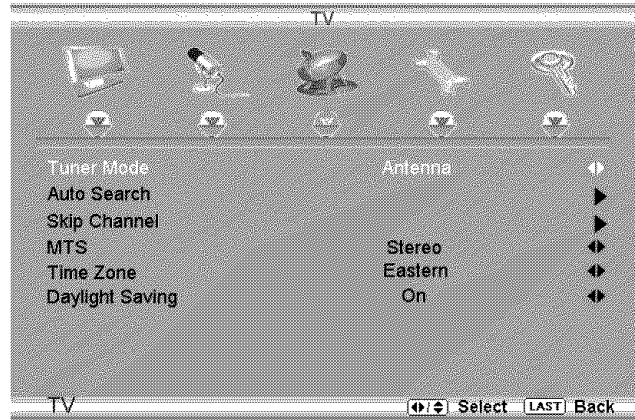 TV
Tuner Mode Antenna
Auto Search
Skip Channel
MTS Stereo
Time Zone Eastern
Daylight Saving On
TV Select LAST Back